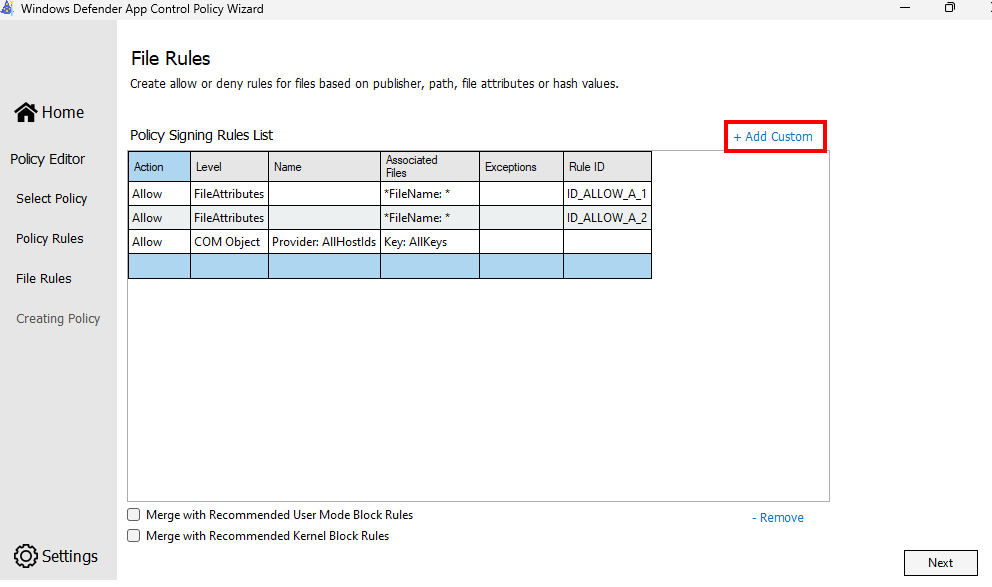 Windows Defender App Control Policy Wizard
File Rules
Create allow or deny rules for files based on publisher, path, file attributes or hash values.
Home
Policy Editor
Select Policy
Policy Rules
File Rules
Creating Policy
Settings
Policy Signing Rules List
+ Add Custom
Action Level Name Associated Files Exceptions Rule ID
Allow FileAttributes *FileName: * ID_ALLOW_A_1
Allow FileAttributes *FileName: * ID_ALLOW_A_2
Allow COM Object Provider: AllHostIds Key: AllKeys
Merge with Recommended User Mode Block Rules
- Remove
Merge with Recommended Kernel Block Rules
Next